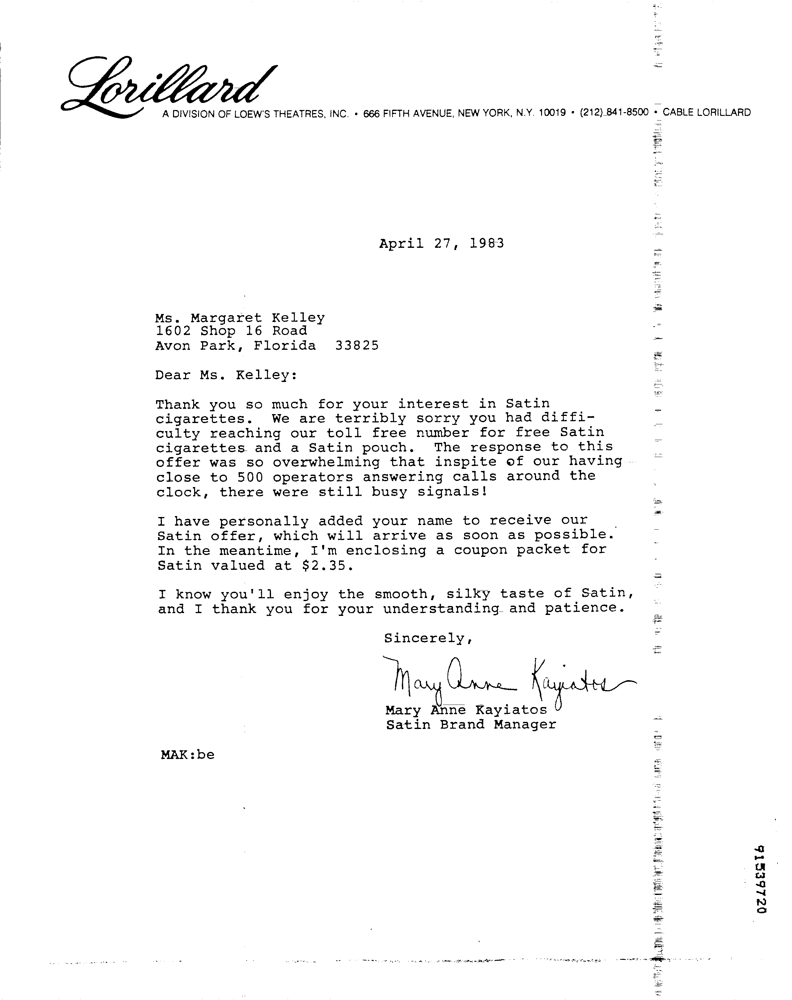 Lorillard
A DIVISION OF LOEW'S THEATRES, INC. • 666 FIFTH AVENUE, NEW YORK, N.Y. 10019 • (212) 841-8500 • CABLE LORILLARD
April 27, 1983
Ms. Margaret Kelley
1602 Shop 16 Road
Avon Park, Florida 33825
Dear Ms. Kelley:
Thank you so much for your interest in Satin
cigarettes. We are terribly sorry you had diffi-
culty reaching our toll free number for free Satin
cigarettes and a Satin pouch. The response to this
offer was so overwhelming that inspite of our having
close to 500 operators answering calls around the
clock, there were still busy signals!
I have personally added your name to receive our
Satin offer, which will arrive as soon as possible.
In the meantime, I'm enclosing a coupon packet for
Satin valued at $2.35.
I know you'll enjoy the smooth, silky taste of Satin,
and I thank you for your understanding and patience.
Sincerely,
Mary Anne Kayiatos
Mary Anne Kayiatos
Satin Brand Manager
MAK:be
91539720